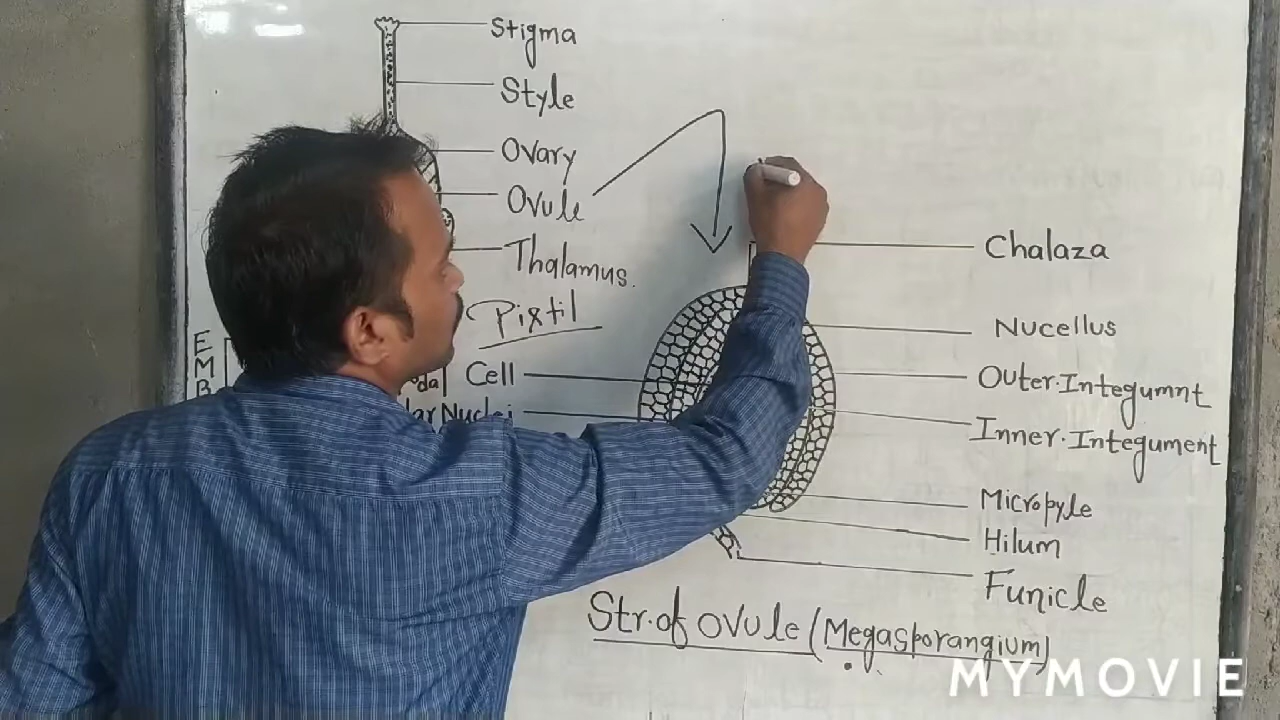 Stigma
Style
Ovary
Ovule
Thalamus.
Pistil
E
M
B
Cell
Nuclei
Chalaza
Nucellus
Outer.Integumnt
Inner.Integument
Micropyle
Hilum
Funicle
Str.of Ovule (Megasporangium)
MYMOVIE